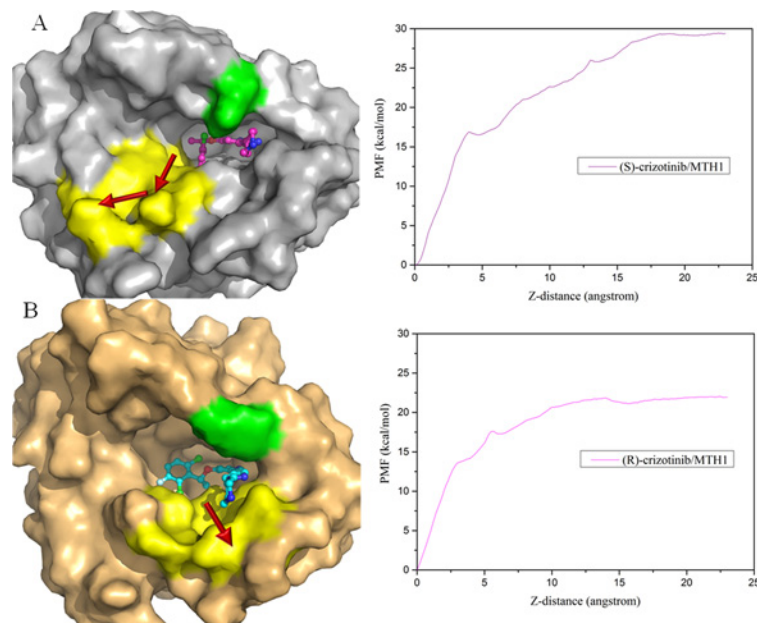 A
30
25
20
15
10
5
0
PMF (kcal/mol)
(S)-crizotinib/MTH1
0 5 10 15 20 25
Z-distance (angstrom)
B
30
25
20
15
10
5
0
PMF (kcal/mol)
(R)-crizotinib/MTH1
0 5 10 15 20 25
Z-distance (angstrom)